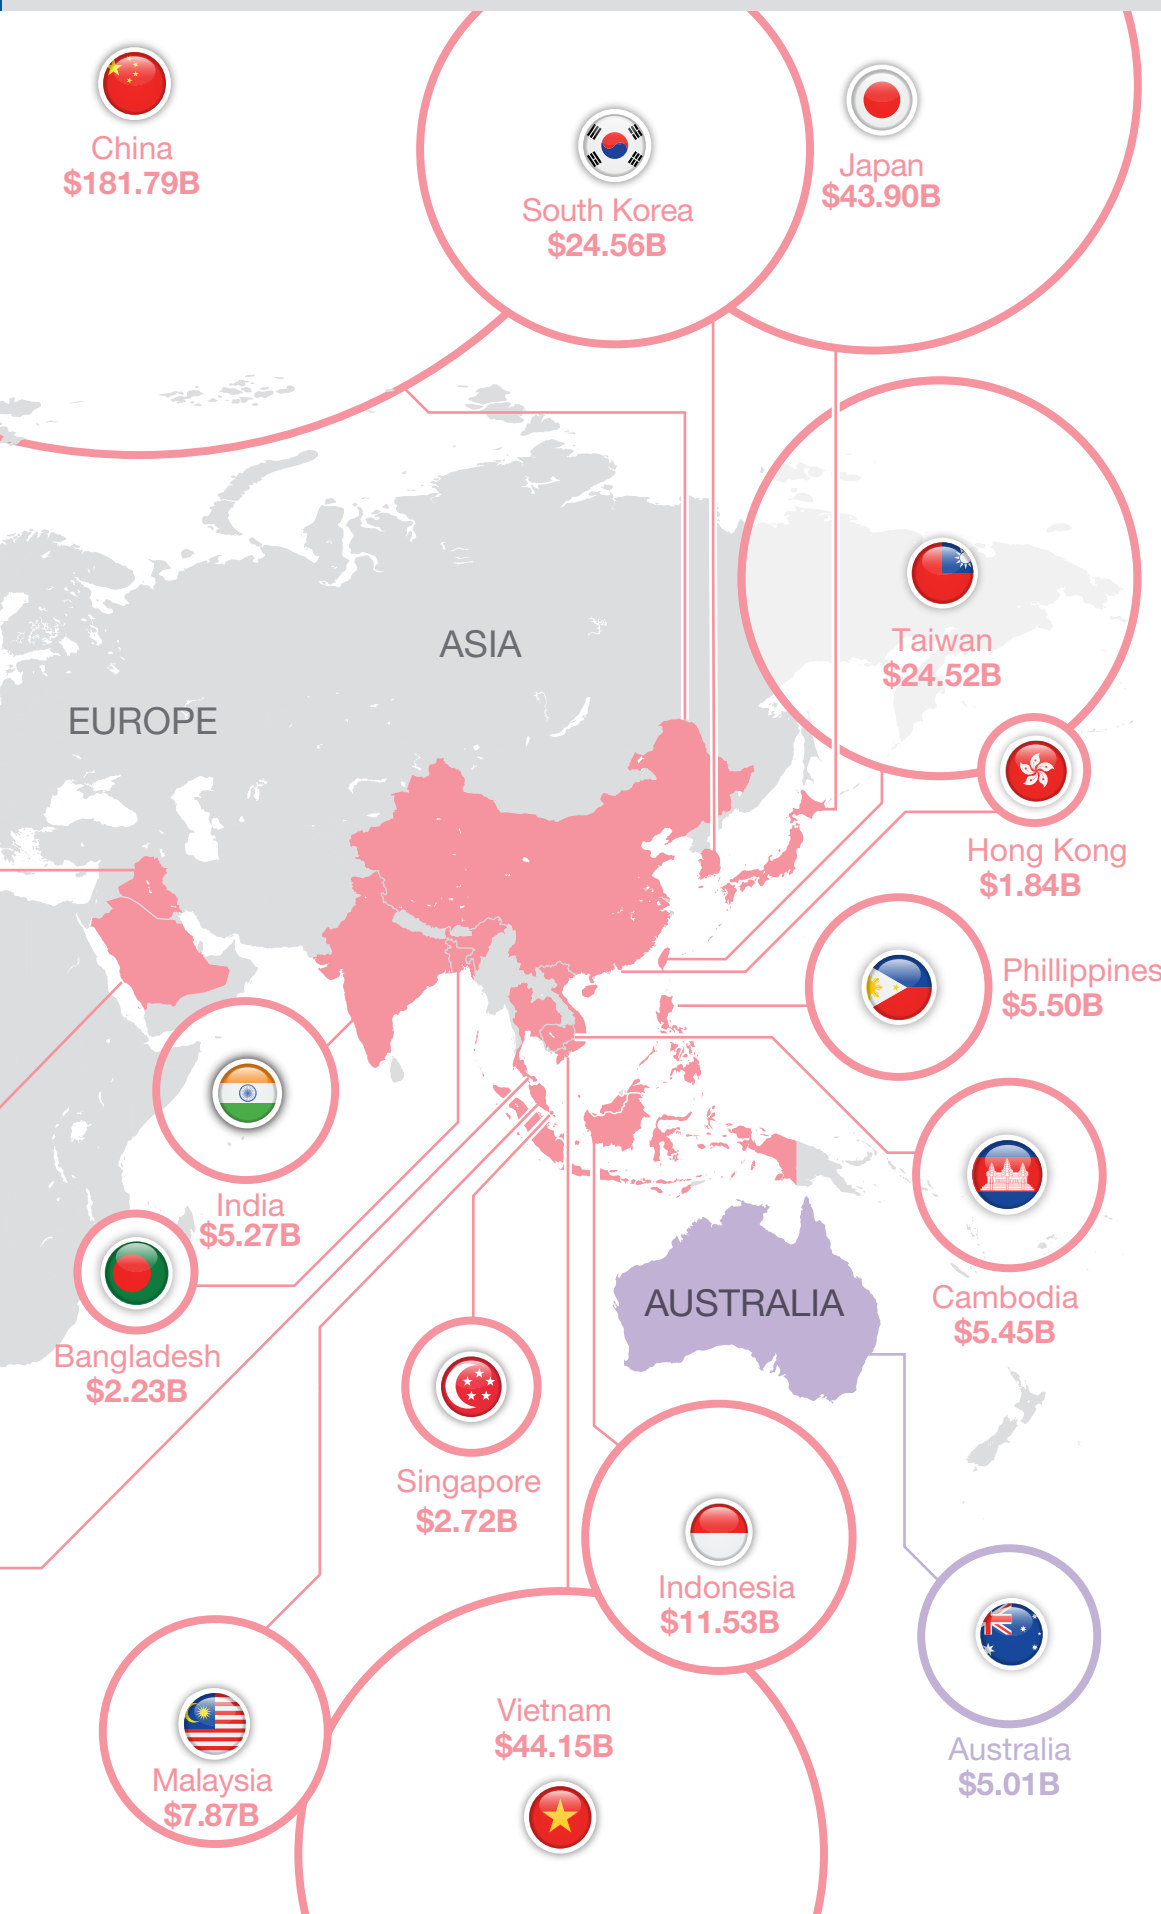 China
$181.79B
South Korea
$24.56B
Japan
$43.90B
ASIA
EUROPE
Taiwan
$24.52B
Hong Kong
$1.84B
Phillippines
$5.50B
India
$5.27B
Bangladesh
$2.23B
AUSTRALIA
Cambodia
$5.45B
Singapore
$2.72B
Indonesia
$11.53B
Vietnam
$44.15B
Malaysia
$7.87B
Australia
$5.01B